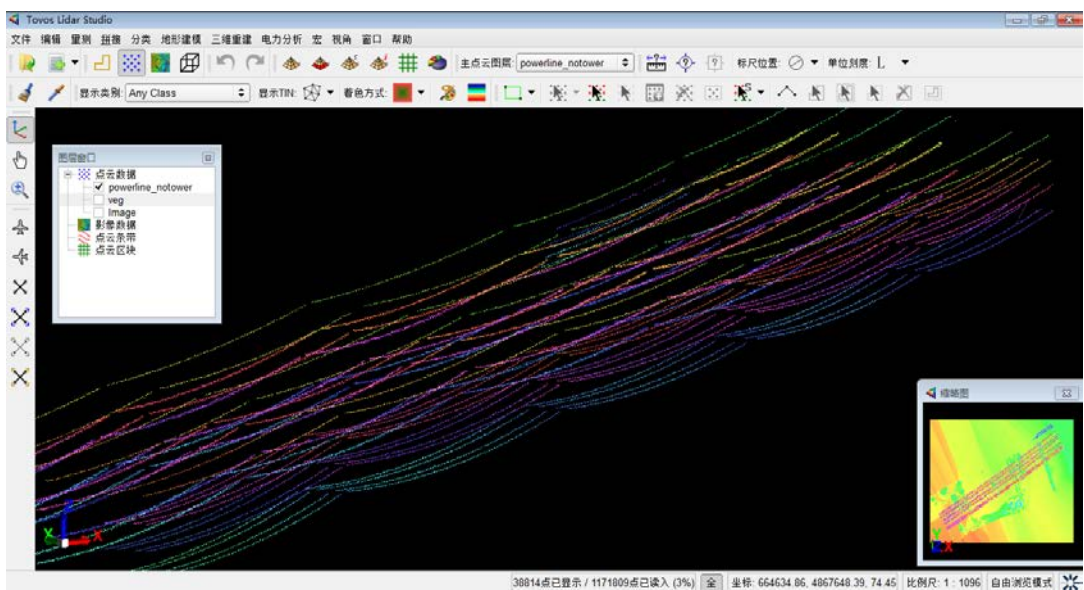 Tovos Lidar Studio
文件 编辑 量测 拼接 分类 地形建模 三维重建 电力分析 宏 视角 窗口 帮助
主点云图层: powerline_notower 标尺位置: 单位刻度: L
显示类别: Any Class 显示TIN: 着色方式:
图层窗口
点云数据
powerline_notower
veg
Image
影像数据
点云条带
点云区块
缩略图
38814点已显示 / 1171809点已读入 (3%) 全 坐标: 664634.86, 4867648.39, 74.45 比例尺: 1 : 1096 自由浏览模式